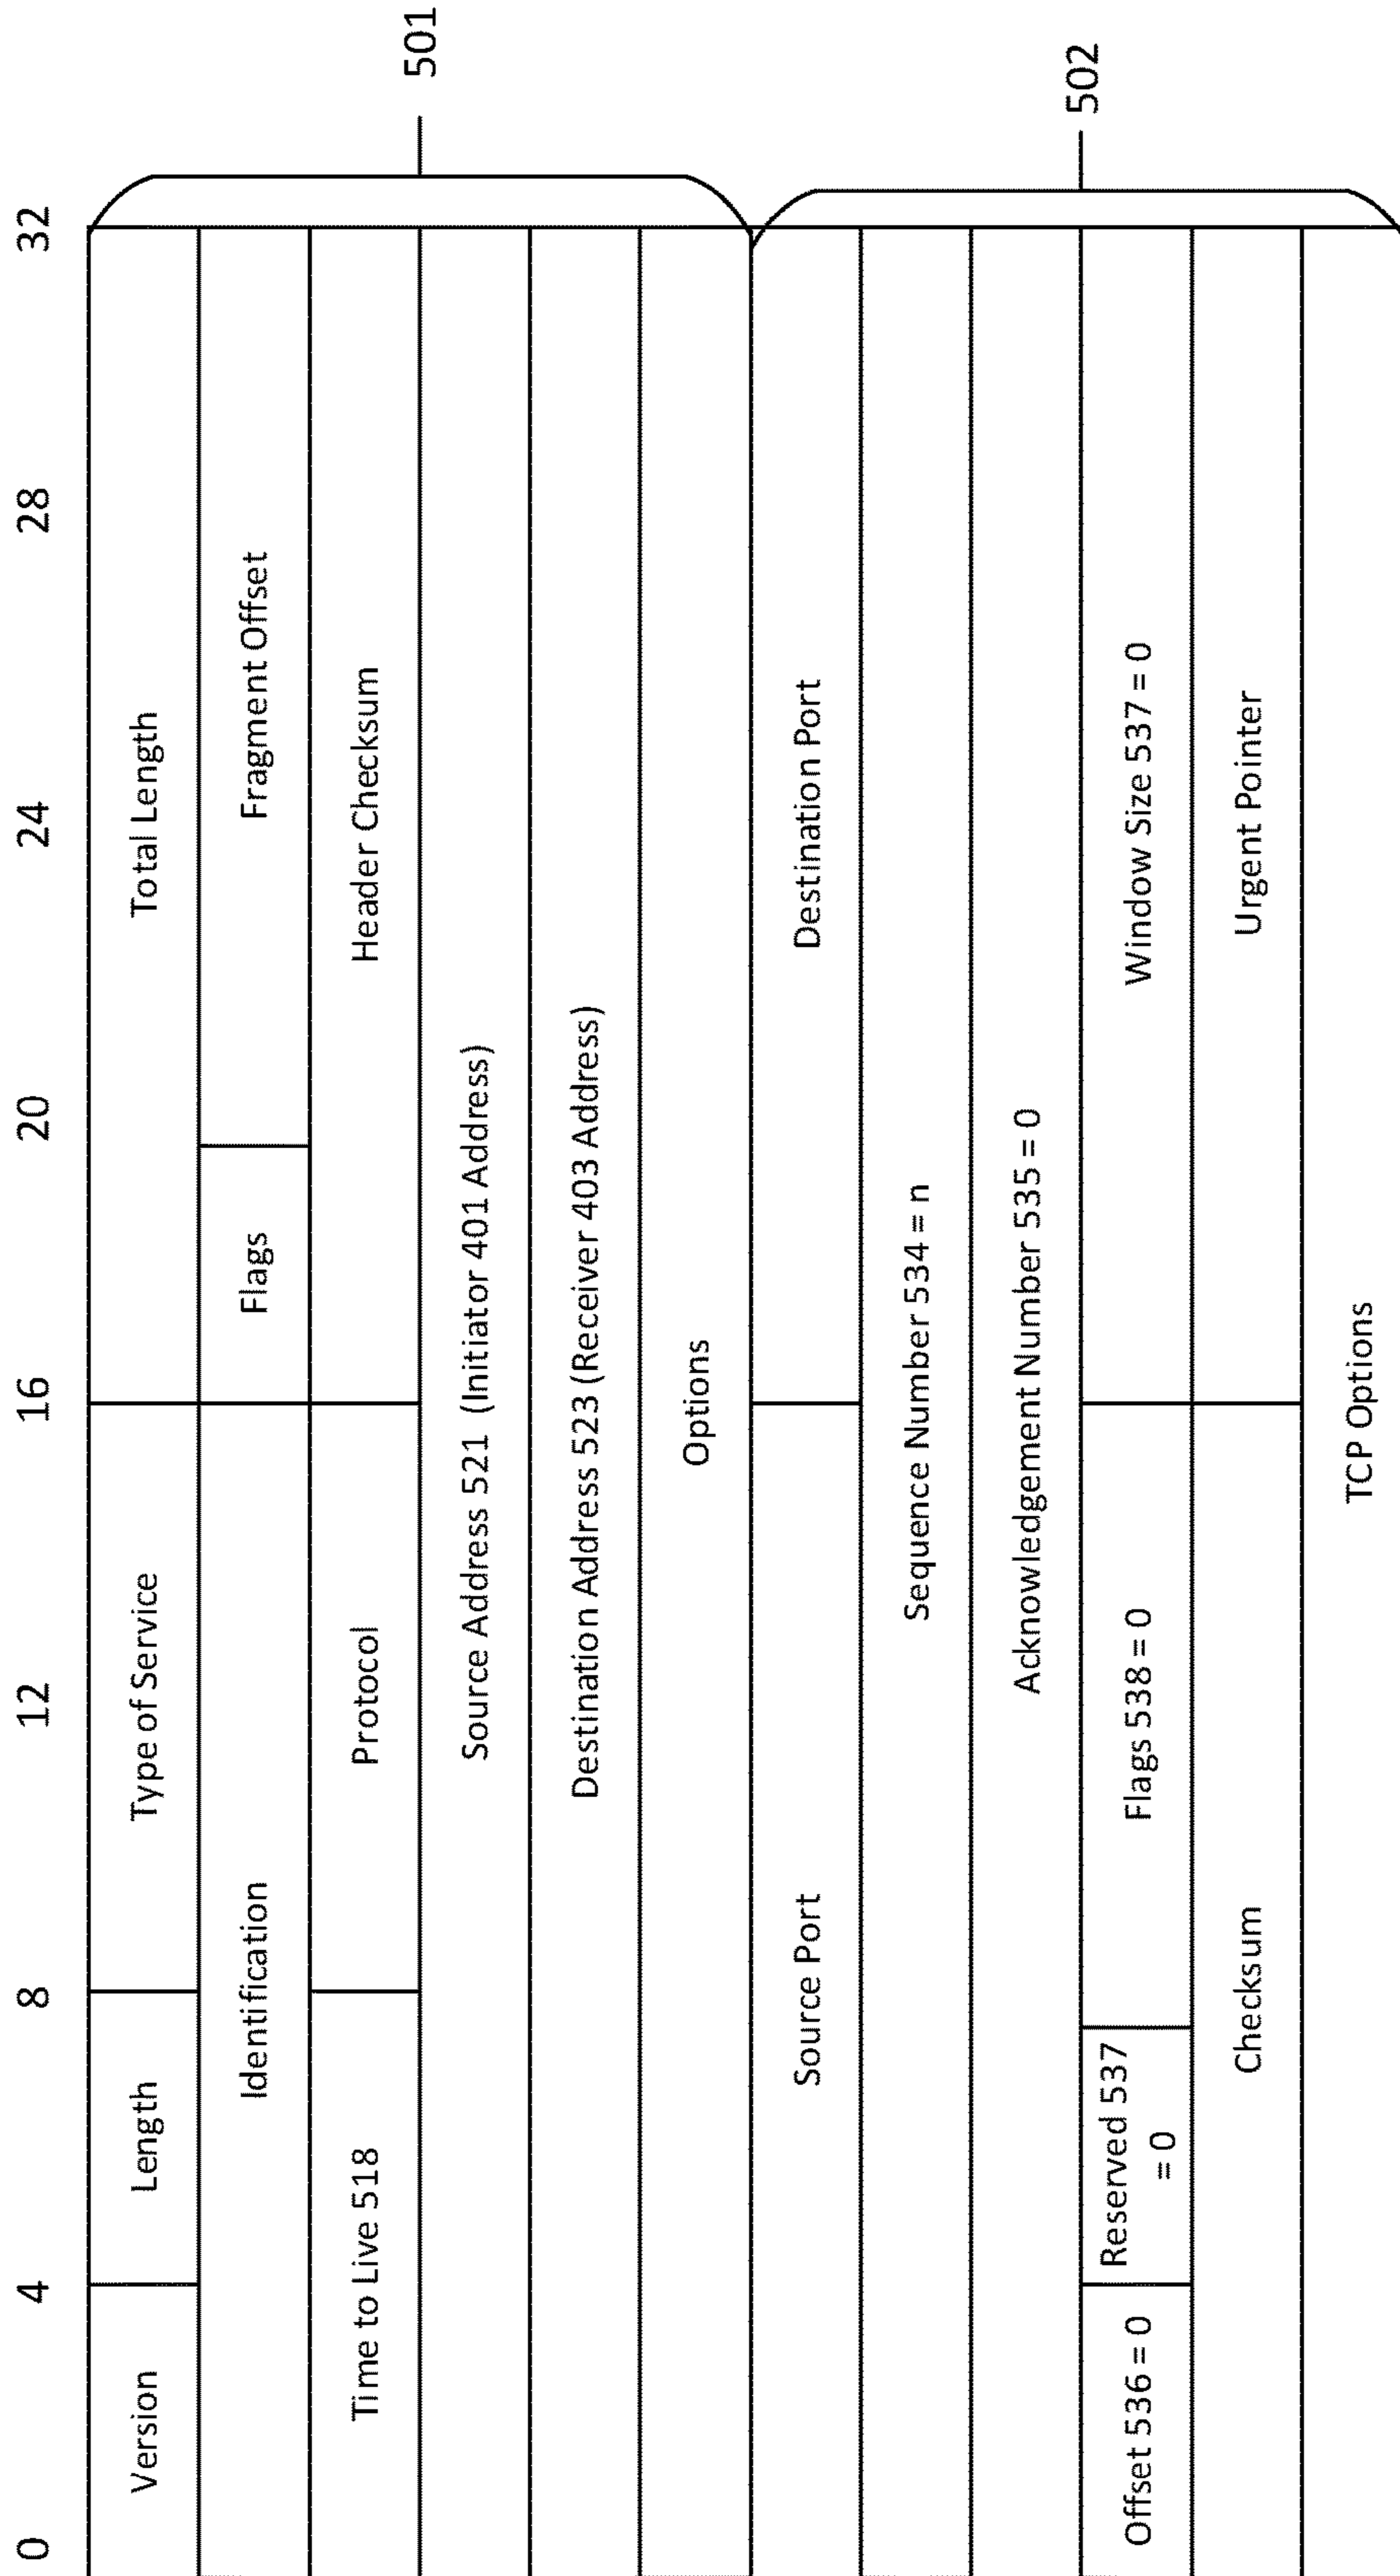 0 4 8 12 16 20 24 28 32
Version Length Type of Service Total Length
Identification Flags Fragment Offset
Time to Live 518 Protocol Header Checksum
Source Address 521 (Initiator 401 Address)
Destination Address 523 (Receiver 403 Address)
Options
501
Source Port Destination Port
Sequence Number 534 = n
Acknowledgement Number 535 = 0
Offset 536 = 0 Reserved 537 Flags 538 = 0 Window Size 537 = 0
= 0
Checksum Urgent Pointer
TCP Options
502